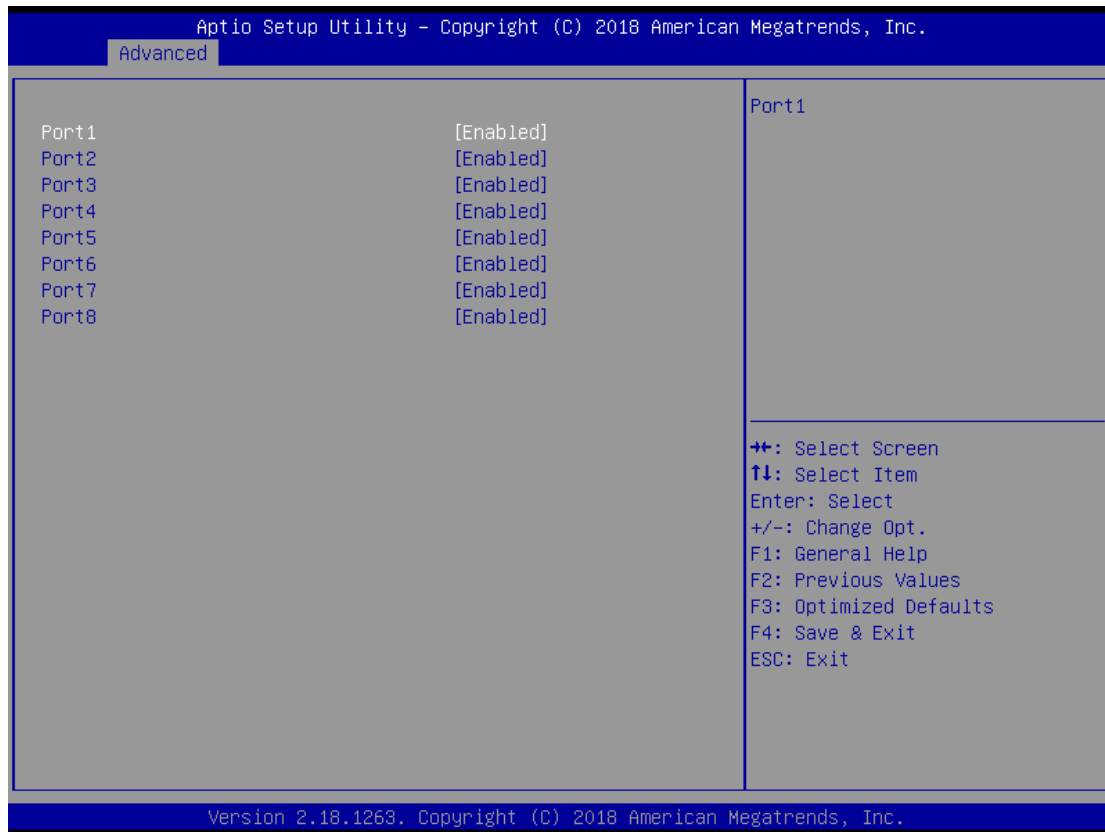 Aptio Setup Utility – Copyright (C) 2018 American Megatrends, Inc.
Advanced
Port1 [Enabled]
Port2 [Enabled]
Port3 [Enabled]
Port4 [Enabled]
Port5 [Enabled]
Port6 [Enabled]
Port7 [Enabled]
Port8 [Enabled]
Port1
→←: Select Screen
↑↓: Select Item
Enter: Select
+/-: Change Opt.
F1: General Help
F2: Previous Values
F3: Optimized Defaults
F4: Save & Exit
ESC: Exit
Version 2.18.1263. Copyright (C) 2018 American Megatrends, Inc.